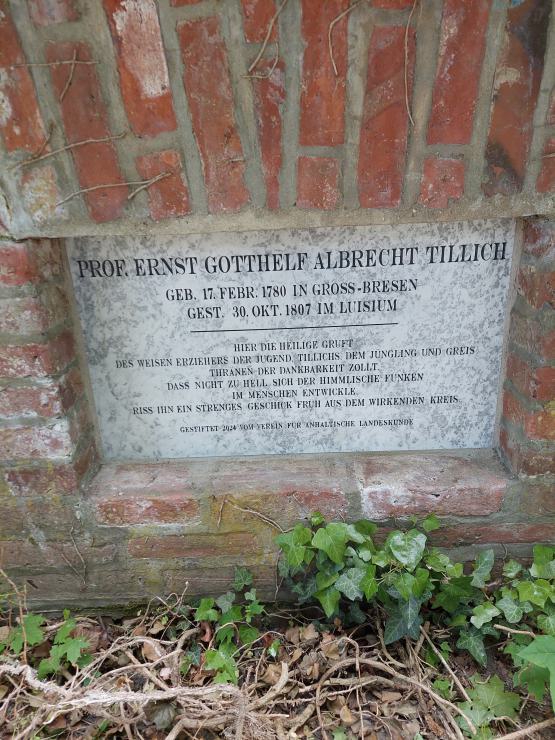 PROF. ERNST GOTTHELF ALBRECHT TILLICH
GEB. 17. FEBR. 1780 IN GROSS-BRESEN
GEST. 30. OKT. 1807 IM LUISIUM
HIER DIE HEILIGE GRUFT
DES WEISEN ERZIEHERS DER JUGEND, TILLICHS, DEM JÜNGLING UND GREIS
THRÄNEN DER DANKBARKEIT ZOLLT.
DASS NICHT ZU HELL SICH DER HIMMLISCHE FUNKEN
IM MENSCHEN ENTWICKLE,
RISS IHN EIN STRENGES GESCHICK FRÜH AUS DEM WIRKENDEN KREIS.
GESTIFTET 2024 VOM VEREIN FÜR ANHALTISCHE LANDESKUNDE